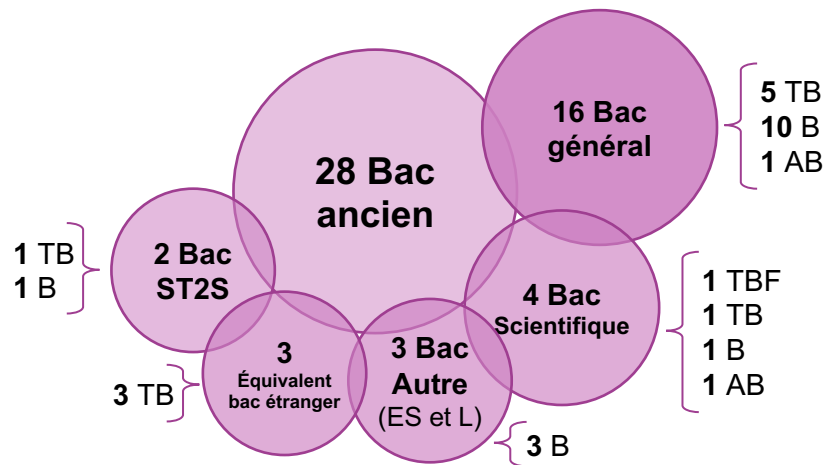 28 Bac
ancien
16 Bac
général
5 TB
10 B
1 AB
2 Bac
ST2S
1 TB
1 B
4 Bac
Scientifique
1 TBF
1 TB
1 B
1 AB
3
Équivalent
bac étranger
3 TB
3 Bac
Autre
(ES et L)
3 B